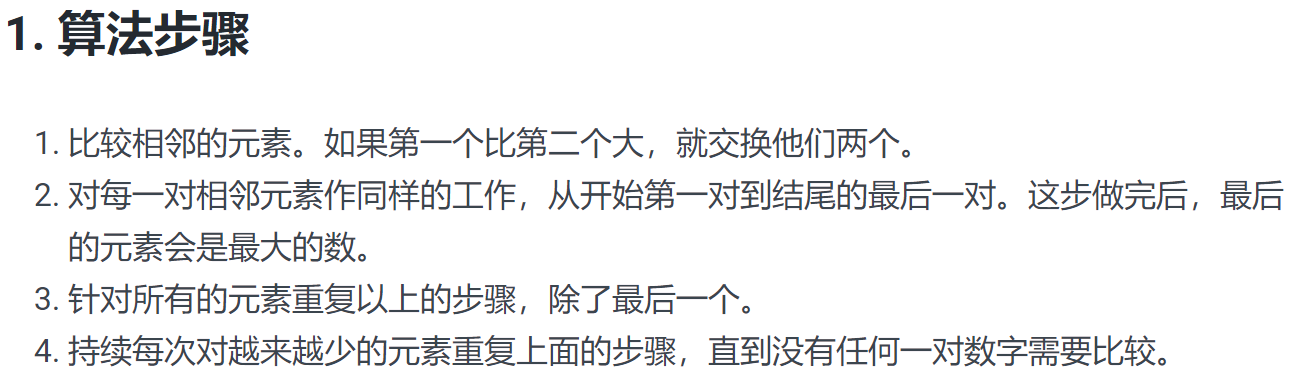 1. 算法步骤
1. 比较相邻的元素。如果第一个比第二个大，就交换他们两个。
2. 对每一对相邻元素作同样的工作，从开始第一对到结尾的最后一对。这步做完后，最后
的元素会是最大的数。
3. 针对所有的元素重复以上的步骤，除了最后一个。
4. 持续每次对越来越少的元素重复上面的步骤，直到没有任何一对数字需要比较。